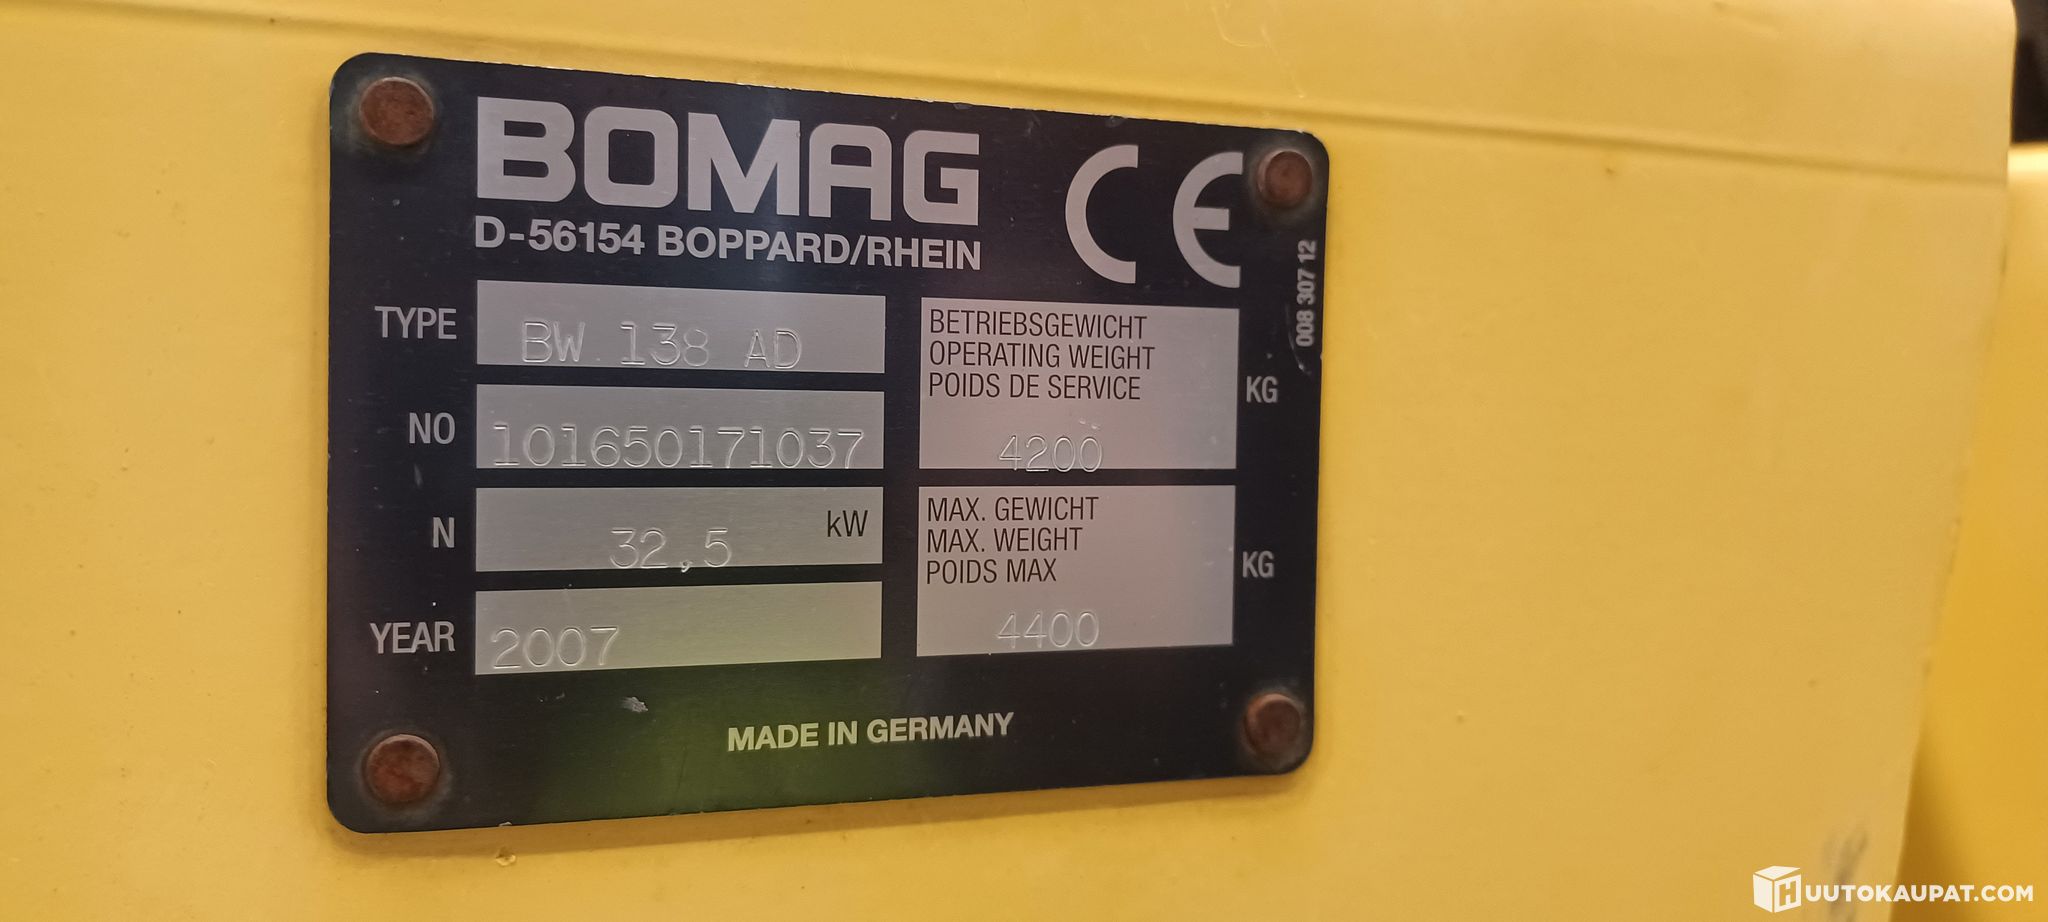 BOMAG
D-56154 BOPPARD/RHEIN
CE
008 307 12
TYPE BW 138 AD
NO 101650171037
N 32,5 kW
YEAR 2007
BETRIEBSGEWICHT
OPERATING WEIGHT
POIDS DE SERVICE
4200 KG
MAX. GEWICHT
MAX. WEIGHT
POIDS MAX
4400 KG
MADE IN GERMANY
HUUTOKAUPAT.COM